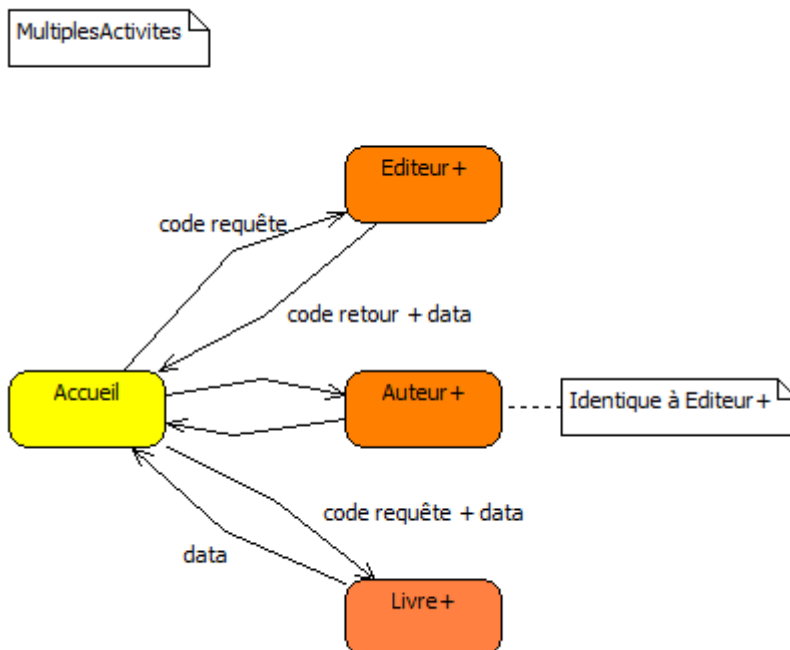 MultiplesActivites
Editeur+
code requête
code retour + data
Accueil
Auteur+
Identique à Editeur+
code requête + data
data
Livre+